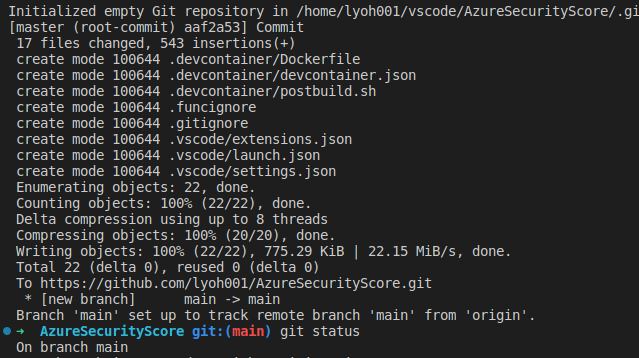 Initialized empty Git repository in /home/lyoh001/vscode/AzureSecurityScore/.gi
[master (root-commit) aaf2a53] Commit
17 files changed, 543 insertions(+)
create mode 100644 .devcontainer/Dockerfile
create mode 100644 .devcontainer/devcontainer.json
create mode 100644 .devcontainer/postbuild.sh
create mode 100644 .funcignore
create mode 100644 .gitignore
create mode 100644 .vscode/extensions.json
create mode 100644 .vscode/launch.json
create mode 100644 .vscode/settings.json
Enumerating objects: 22, done.
Counting objects: 100% (22/22), done.
Delta compression using up to 8 threads
Compressing objects: 100% (20/20), done.
Writing objects: 100% (22/22), 775.29 KiB | 22.15 MiB/s, done.
Total 22 (delta 0), reused 0 (delta 0)
To https://github.com/lyoh001/AzureSecurityScore.git
* [new branch]      main -> main
Branch 'main' set up to track remote branch 'main' from 'origin'.
➜  AzureSecurityScore git:(main) git status
On branch main